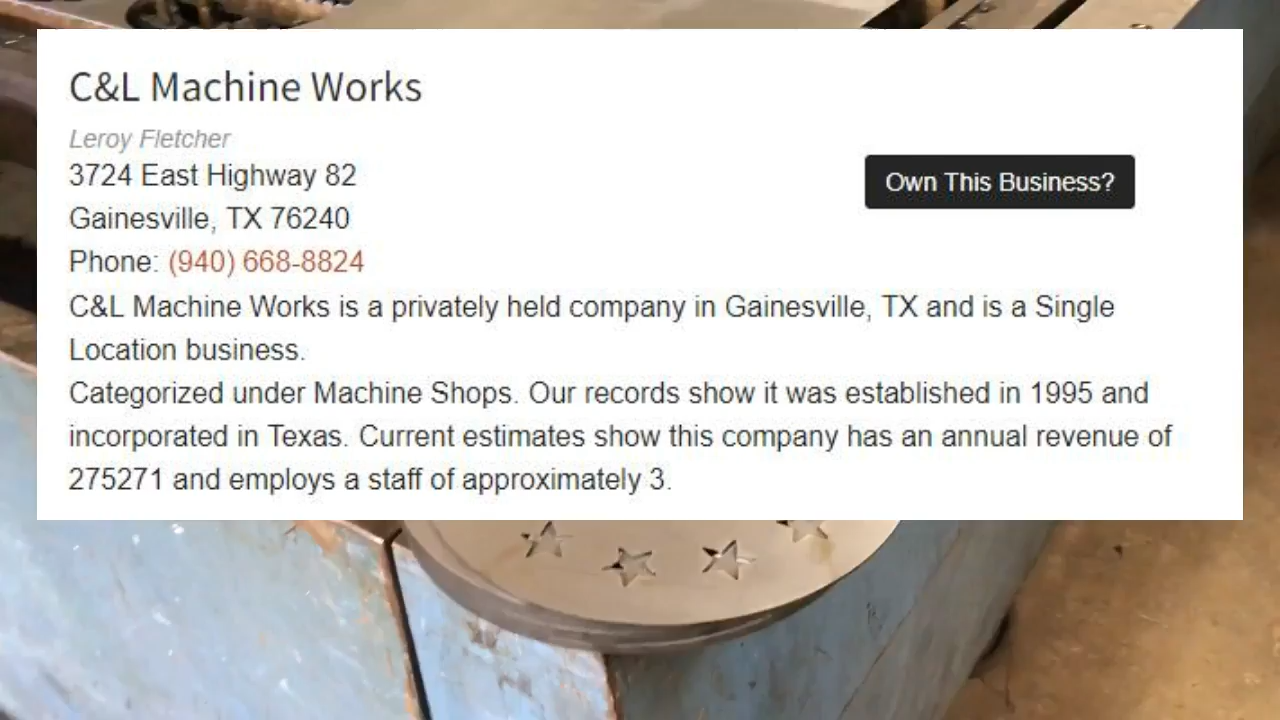 C&L Machine Works
Leroy Fletcher
3724 East Highway 82
Own This Business?
Gainesville, TX 76240
Phone: (940) 668-8824
C&L Machine Works is a privately held company in Gainesville, TX and is a Single
Location business.
Categorized under Machine Shops. Our records show it was established in 1995 and
incorporated in Texas. Current estimates show this company has an annual revenue of
275271 and employs a staff of approximately 3.